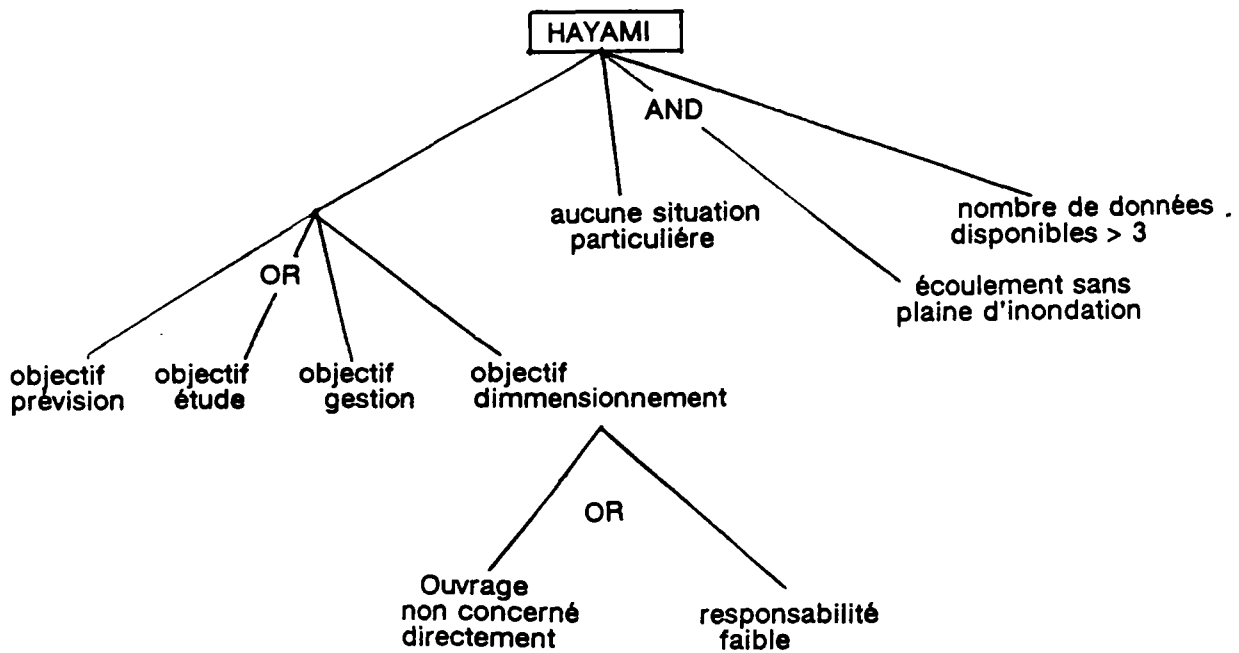 HAYAMI
AND
aucune situation
particuliére
nombre de données
disponibles > 3
OR
écoulement sans
plaine d'inondation
objectif
prévision
objectif
étude
objectif
gestion
objectif
dimmensionnement
OR
Ouvrage
non concerné
directement
responsabilité
faible